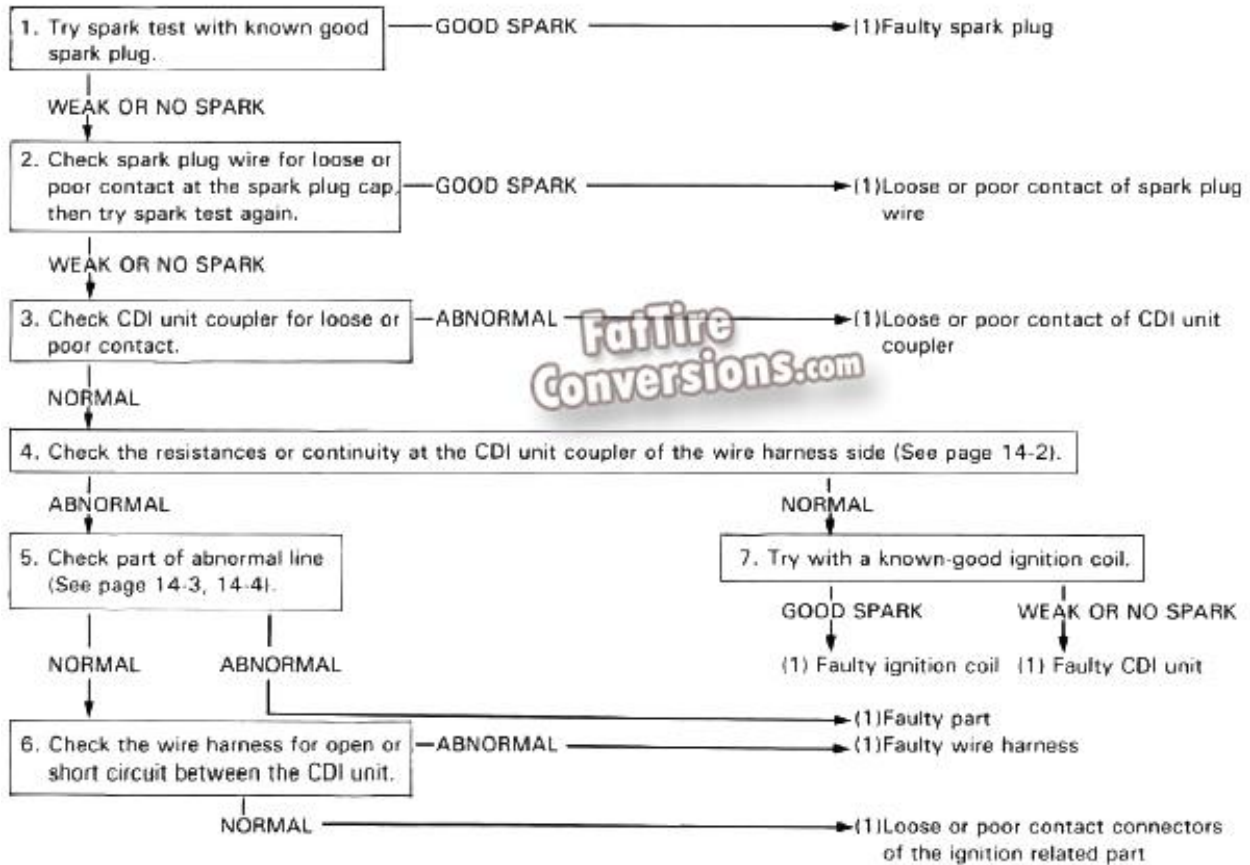 1. Try spark test with known good
spark plug.
GOOD SPARK
(1)Faulty spark plug
WEAK OR NO SPARK
2. Check spark plug wire for loose or
poor contact at the spark plug cap,
then try spark test again.
GOOD SPARK
(1)Loose or poor contact of spark plug
wire
WEAK OR NO SPARK
3. Check CDI unit coupler for loose or
poor contact.
ABNORMAL
(1)Loose or poor contact of CDI unit
coupler
FatTire
Conversions.com
NORMAL
4. Check the resistances or continuity at the CDI unit coupler of the wire harness side (See page 14-2).
ABNORMAL
NORMAL
5. Check part of abnormal line
(See page 14-3, 14-4).
7. Try with a known-good ignition coil.
GOOD SPARK
WEAK OR NO SPARK
NORMAL
ABNORMAL
(1) Faulty ignition coil
(1) Faulty CDI unit
(1)Faulty part
6. Check the wire harness for open or
short circuit between the CDI unit.
ABNORMAL
(1)Faulty wire harness
NORMAL
(1)Loose or poor contact connectors
of the ignition related part